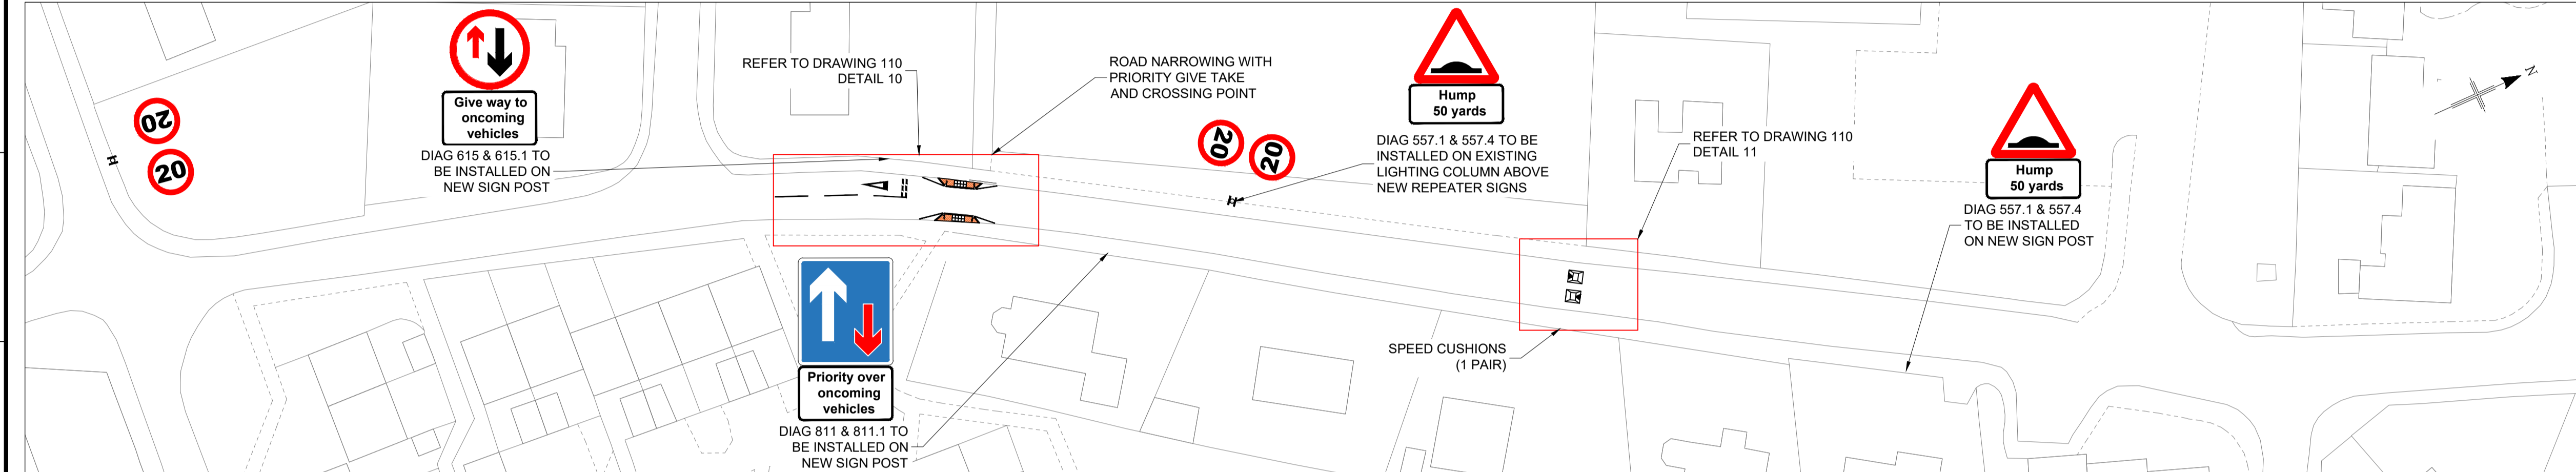 Give way to
oncoming
vehicles
DIAG 615 & 615.1 TO
BE INSTALLED ON
NEW SIGN POST
20
20
REFER TO DRAWING 110
DETAIL 10
ROAD NARROWING WITH
PRIORITY GIVE TAKE
AND CROSSING POINT
Hump
50 yards
DIAG 557.1 & 557.4 TO BE
INSTALLED ON EXISTING
LIGHTING COLUMN ABOVE
NEW REPEATER SIGNS
20
20
REFER TO DRAWING 110
DETAIL 11
Hump
50 yards
DIAG 557.1 & 557.4
TO BE INSTALLED
ON NEW SIGN POST
N
Priority over
oncoming
vehicles
DIAG 811 & 811.1 TO
BE INSTALLED ON
NEW SIGN POST
SPEED CUSHIONS
(1 PAIR)